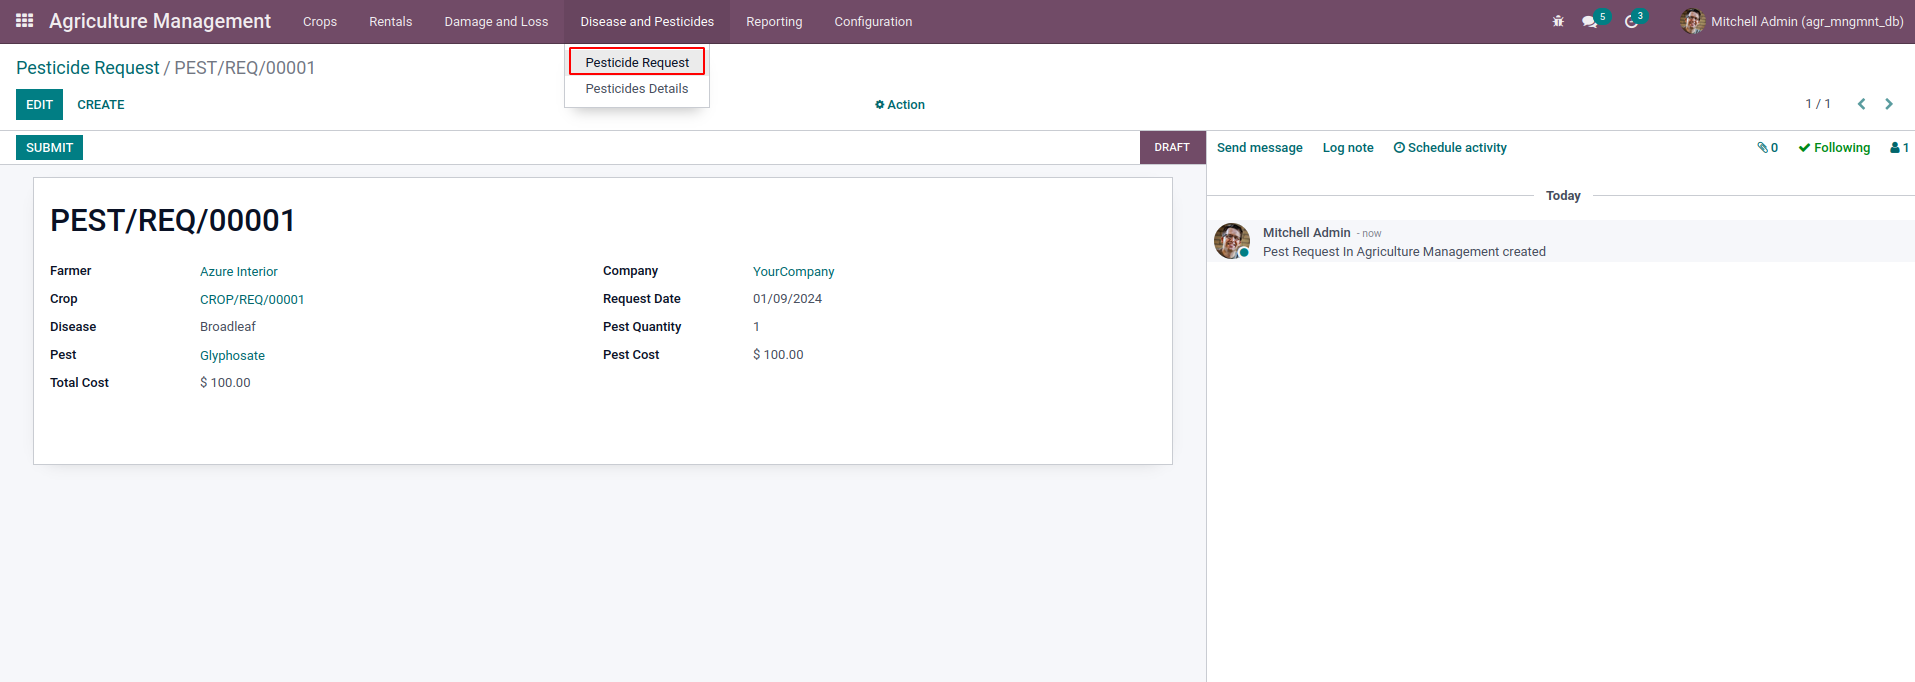 Agriculture Management Crops Rentals Damage and Loss Disease and Pesticides Reporting Configuration 5 3 Mitchell Admin (agr_mngmnt_db)
Pesticide Request
Pesticides Details
Pesticide Request / PEST/REQ/00001
EDIT CREATE Action 1 / 1
SUBMIT DRAFT Send message Log note Schedule activity 0 Following 1
PEST/REQ/00001
Farmer Azure Interior Company YourCompany
Crop CROP/REQ/00001 Request Date 01/09/2024
Disease Broadleaf Pest Quantity 1
Pest Glyphosate Pest Cost $ 100.00
Total Cost $ 100.00
Today
Mitchell Admin - now
Pest Request In Agriculture Management created